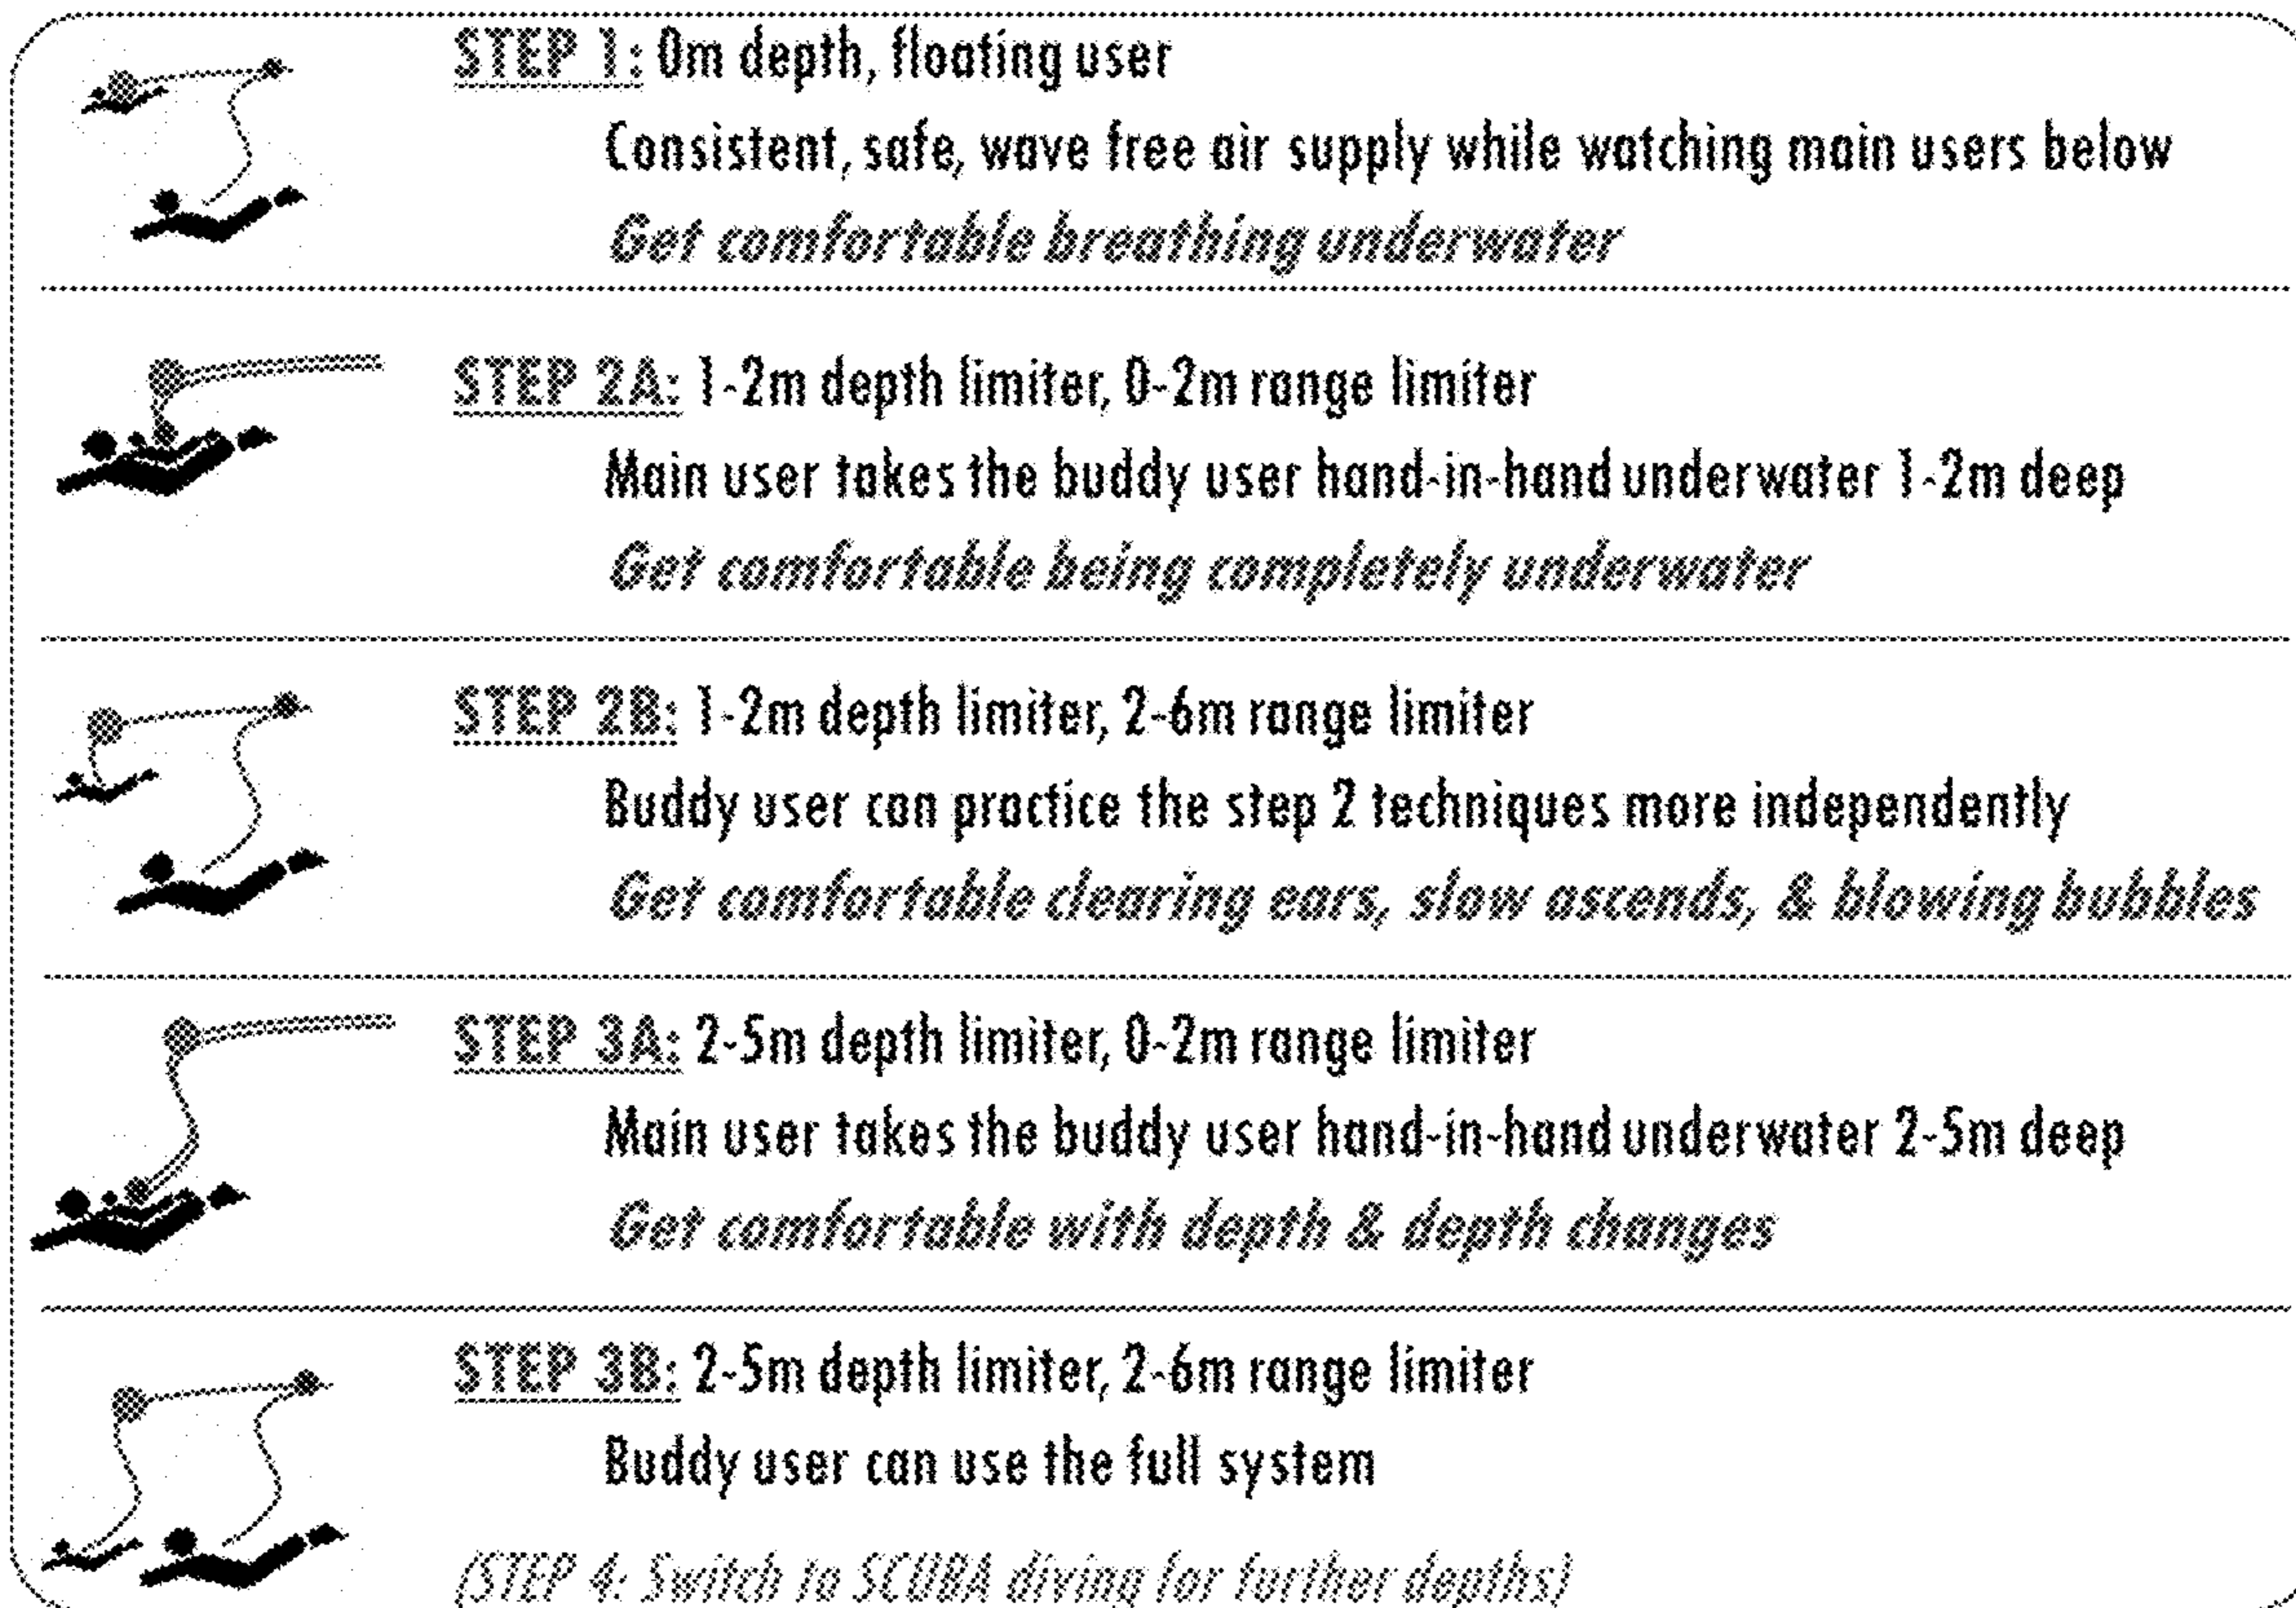 STEP 1: 0m depth, floating user
Consistent, safe, wave free air supply while watching main users below
Get comfortable breathing underwater
STEP 2A: 1-2m depth limiter, 0-2m range limiter
Main user takes the buddy user hand-in-hand underwater 1-2m deep
Get comfortable being completely underwater
STEP 2B: 1-2m depth limiter, 2-6m range limiter
Buddy user can practice the step 2 techniques more independently
Get comfortable clearing ears, slow ascends, & blowing bubbles
STEP 3A: 2-5m depth limiter, 0-2m range limiter
Main user takes the buddy user hand-in-hand underwater 2-5m deep
Get comfortable with depth & depth changes
STEP 3B: 2-5m depth limiter, 2-6m range limiter
Buddy user can use the full system
(STEP 4: Switch to SCUBA diving for further depths)